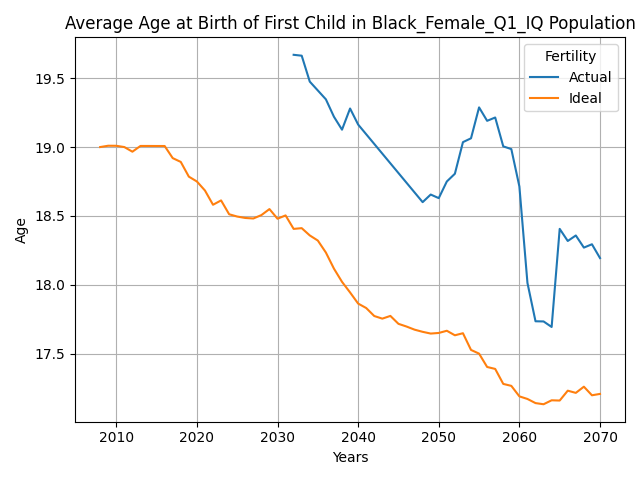 Average Age at Birth of First Child in Black_Female_Q1_IQ Population
Fertility
Actual
Ideal
Age
19.5
19.0
18.5
18.0
17.5
2010 2020 2030 2040 2050 2060 2070
Years